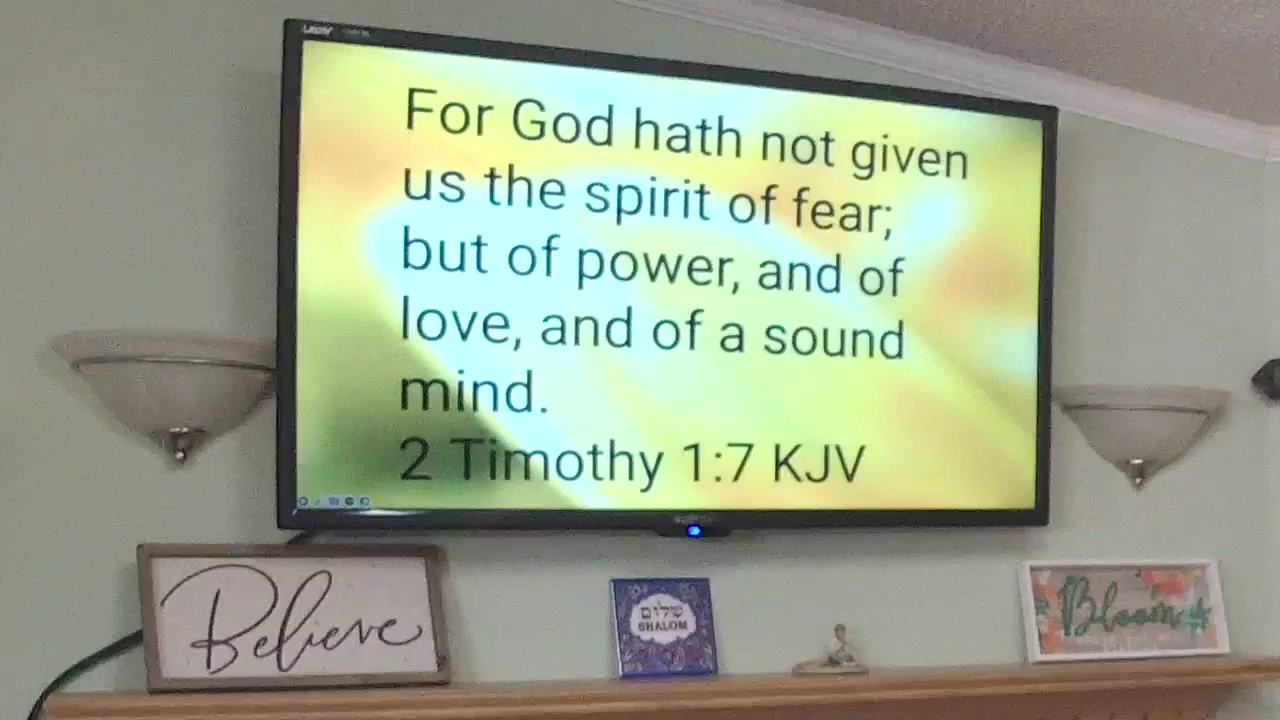 For God hath not given
us the spirit of fear;
but of power, and of
love, and of a sound
mind.
2 Timothy 1:7 KJV
Believe
שלום
SHALOM
Bloom